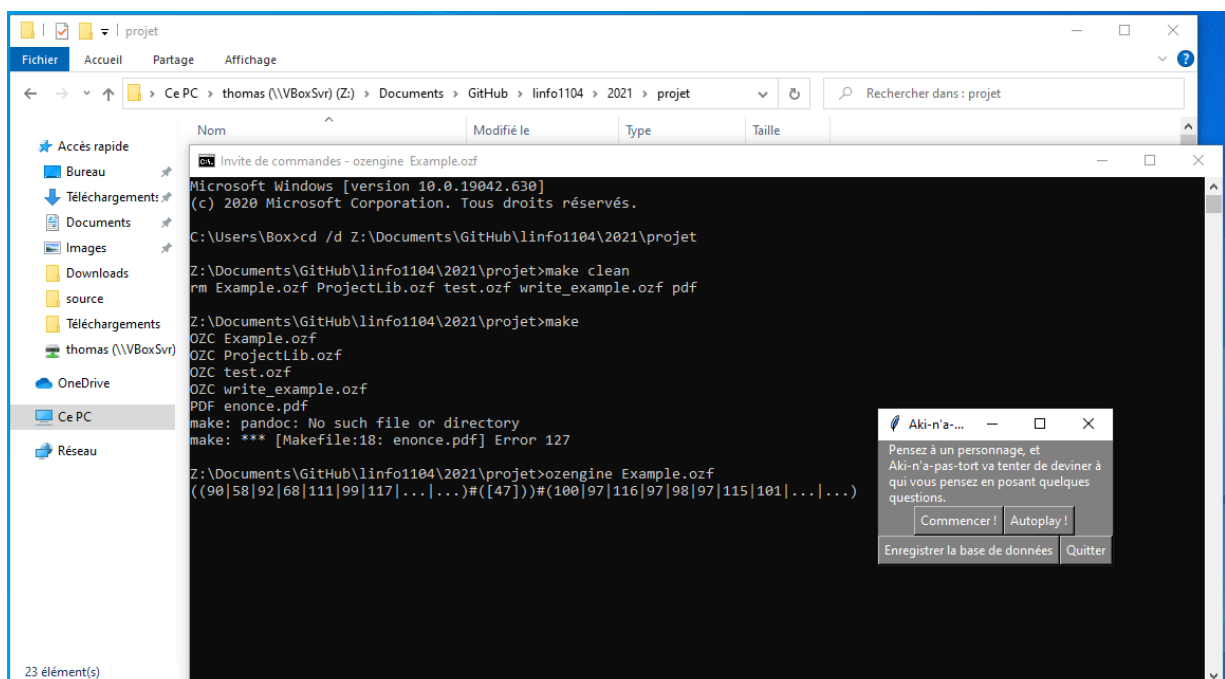 projet
Fichier Accueil Partage Affichage
Ce PC > thomas (\\VBoxSvr) (Z:) > Documents > GitHub > linfo1104 > 2021 > projet
Rechercher dans : projet
Nom Modifié le Type Taille
Accès rapide
Bureau
Téléchargements
Documents
Images
Downloads
source
Téléchargements
thomas (\\VBoxSvr)
OneDrive
Ce PC
Réseau
23 élément(s)
Invite de commandes - ozengine Example.ozf
Microsoft Windows [version 10.0.19042.630]
(c) 2020 Microsoft Corporation. Tous droits réservés.
C:\Users\Box>cd /d Z:\Documents\GitHub\linfo1104\2021\projet
Z:\Documents\GitHub\linfo1104\2021\projet>make clean
rm Example.ozf ProjectLib.ozf test.ozf write_example.ozf pdf
Z:\Documents\GitHub\linfo1104\2021\projet>make
OZC Example.ozf
OZC ProjectLib.ozf
OZC test.ozf
OZC write_example.ozf
PDF enonce.pdf
make: pandoc: No such file or directory
make: *** [Makefile:18: enonce.pdf] Error 127
Z:\Documents\GitHub\linfo1104\2021\projet>ozengine Example.ozf
((90|58|92|68|111|99|117|...|...)#([47]))#(100|97|116|97|98|97|115|101|...|...)
Aki-n'a-...
Pensez à un personnage, et
Aki-n'a-pas-tort va tenter de deviner à
qui vous pensez en posant quelques
questions.
Commencer ! Autoplay !
Enregistrer la base de données Quitter